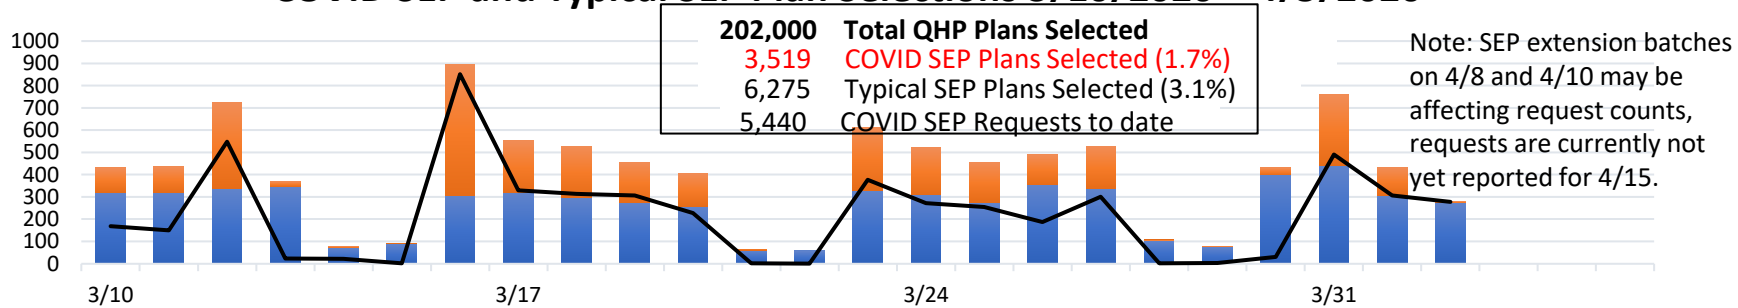 202,000 Total QHP Plans Selected
3,519 COVID SEP Plans Selected (1.7%)
6,275 Typical SEP Plans Selected (3.1%)
5,440 COVID SEP Requests to date
Note: SEP extension batches
on 4/8 and 4/10 may be
affecting request counts,
requests are currently not
yet reported for 4/15.
1000
900
800
700
600
500
400
300
200
100
0
3/10
3/17
3/24
3/31